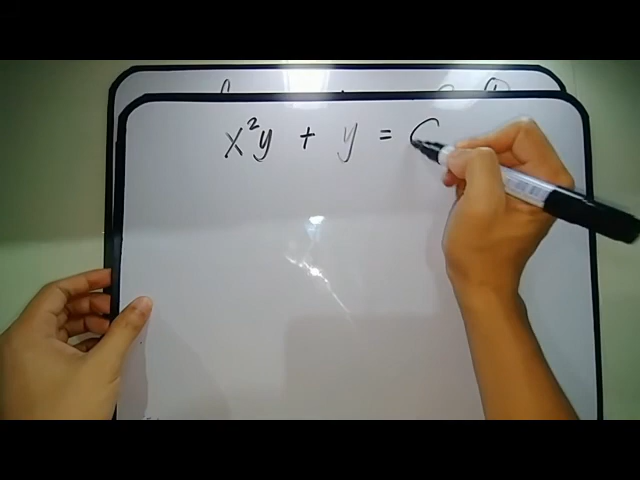 x²y + y = C